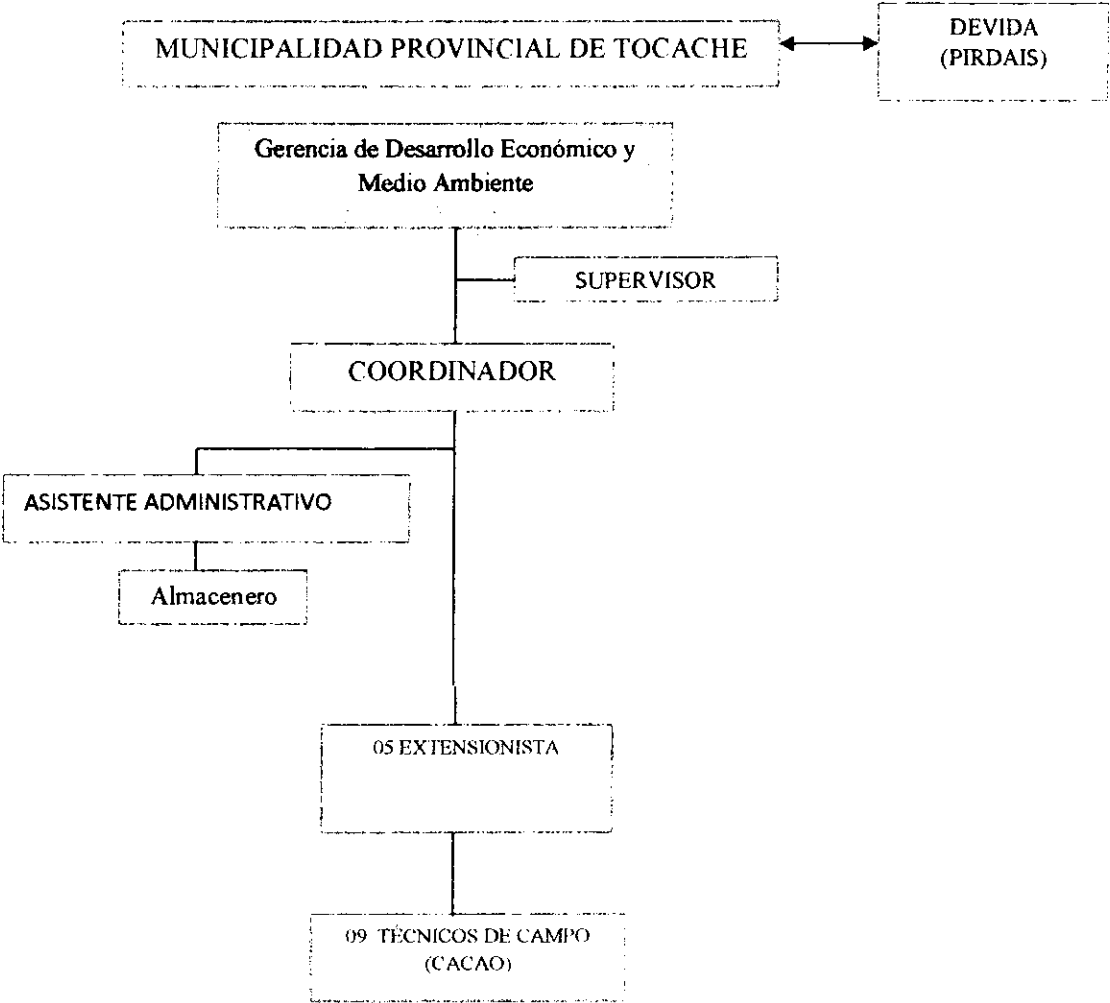 MUNICIPALIDAD PROVINCIAL DE TOCACHE
DEVIDA
(PIRDAIS)
Gerencia de Desarrollo Económico y
Medio Ambiente
SUPERVISOR
COORDINADOR
ASISTENTE ADMINISTRATIVO
Almacenero
05 EXTENSIONISTA
09 TÉCNICOS DE CAMPO
(CACAO)